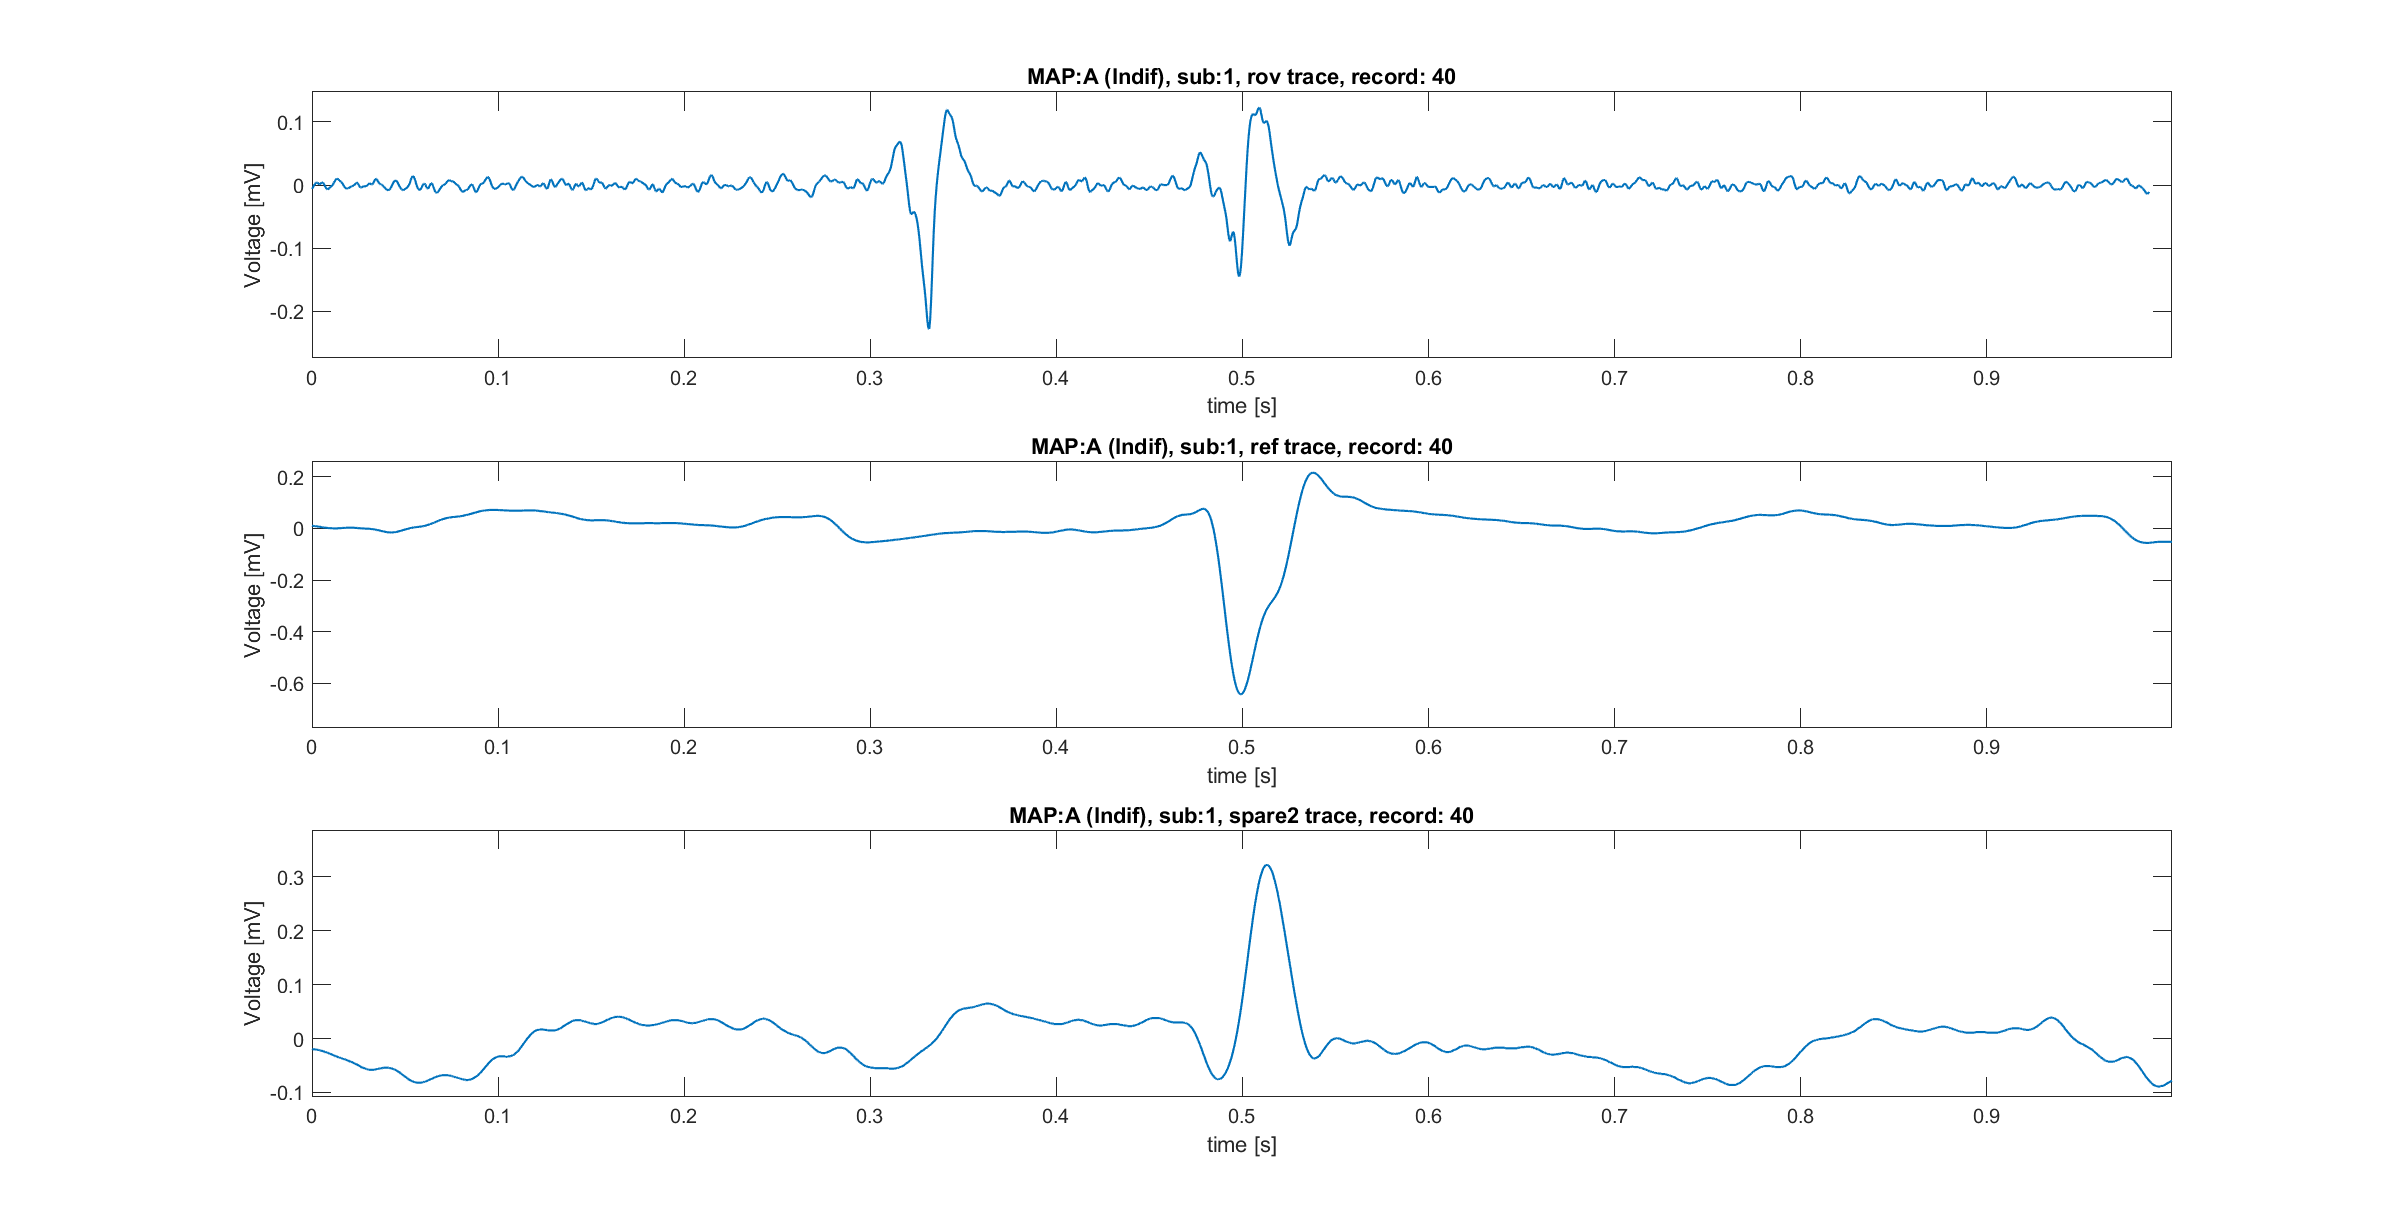 MAP:A (Indif), sub:1, rov trace, record: 40
0.1
0
-0.1
-0.2
Voltage [mV]
0 0.1 0.2 0.3 0.4 0.5 0.6 0.7 0.8 0.9
time [s]
MAP:A (Indif), sub:1, ref trace, record: 40
0.2
0
-0.2
-0.4
-0.6
Voltage [mV]
0 0.1 0.2 0.3 0.4 0.5 0.6 0.7 0.8 0.9
time [s]
MAP:A (Indif), sub:1, spare2 trace, record: 40
0.3
0.2
0.1
0
-0.1
Voltage [mV]
0 0.1 0.2 0.3 0.4 0.5 0.6 0.7 0.8 0.9
time [s]